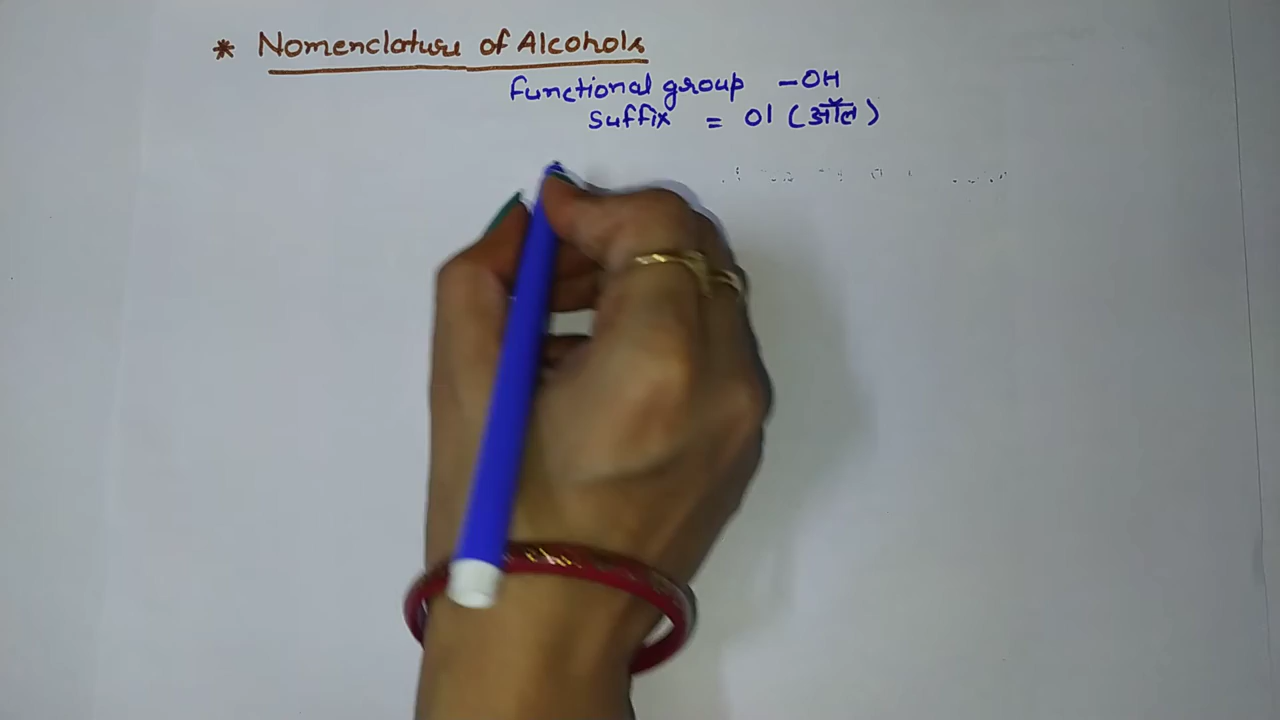 * Nomenclature of Alcohols
Functional group -OH
Suffix = ol (ऑल)